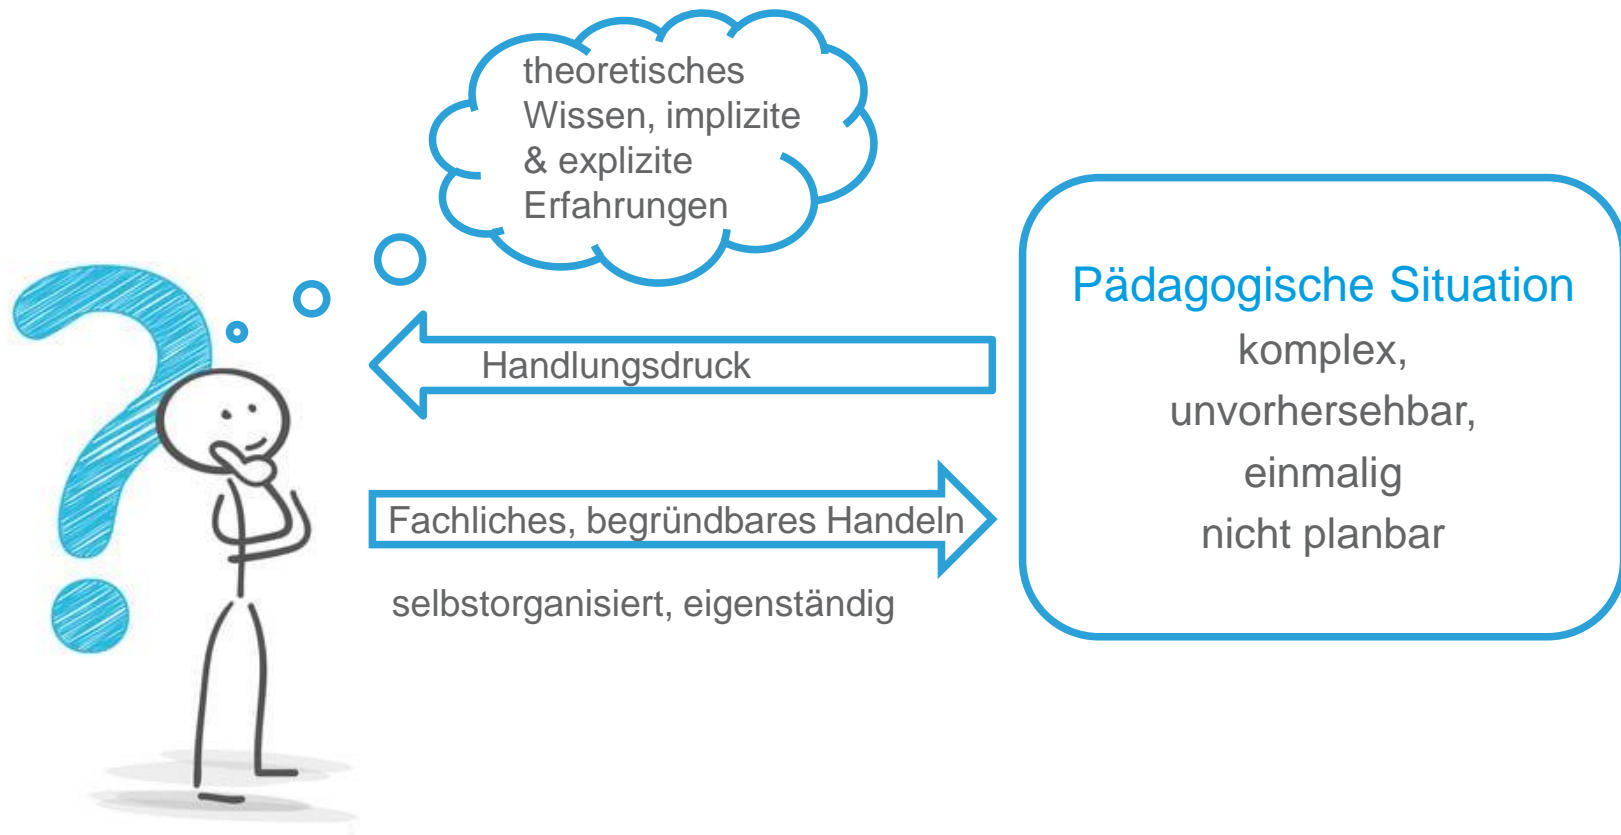 theoretisches
Wissen, implizite
& explizite
Erfahrungen
Handlungsdruck
Fachliches, begründbares Handeln
selbstorganisiert, eigenständig
Pädagogische Situation
komplex,
unvorhersehbar,
einmalig
nicht planbar